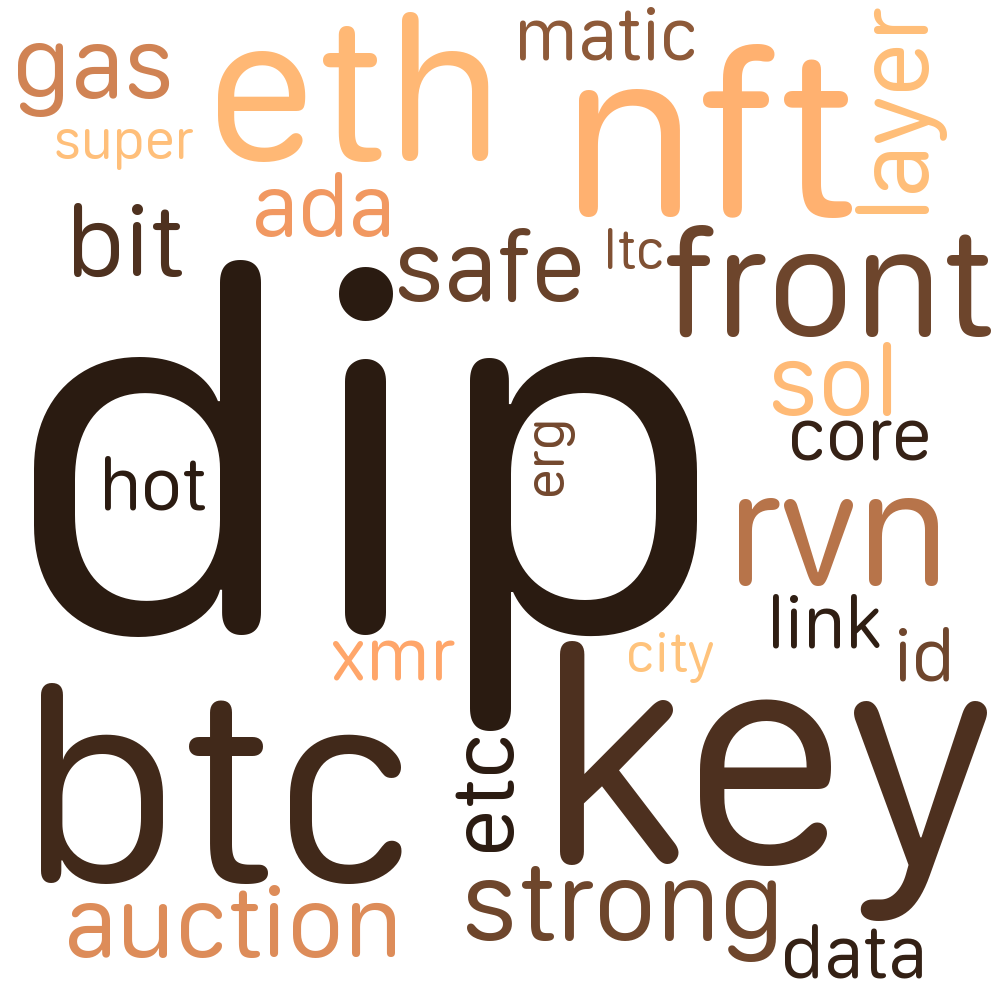 gas
eth
matic
nft
layer
super
bit
ada
safe
ltc
front
dip
sol
core
hot
erg
rvn
link
id
xmr
city
btc
etc
key
auction
strong
data